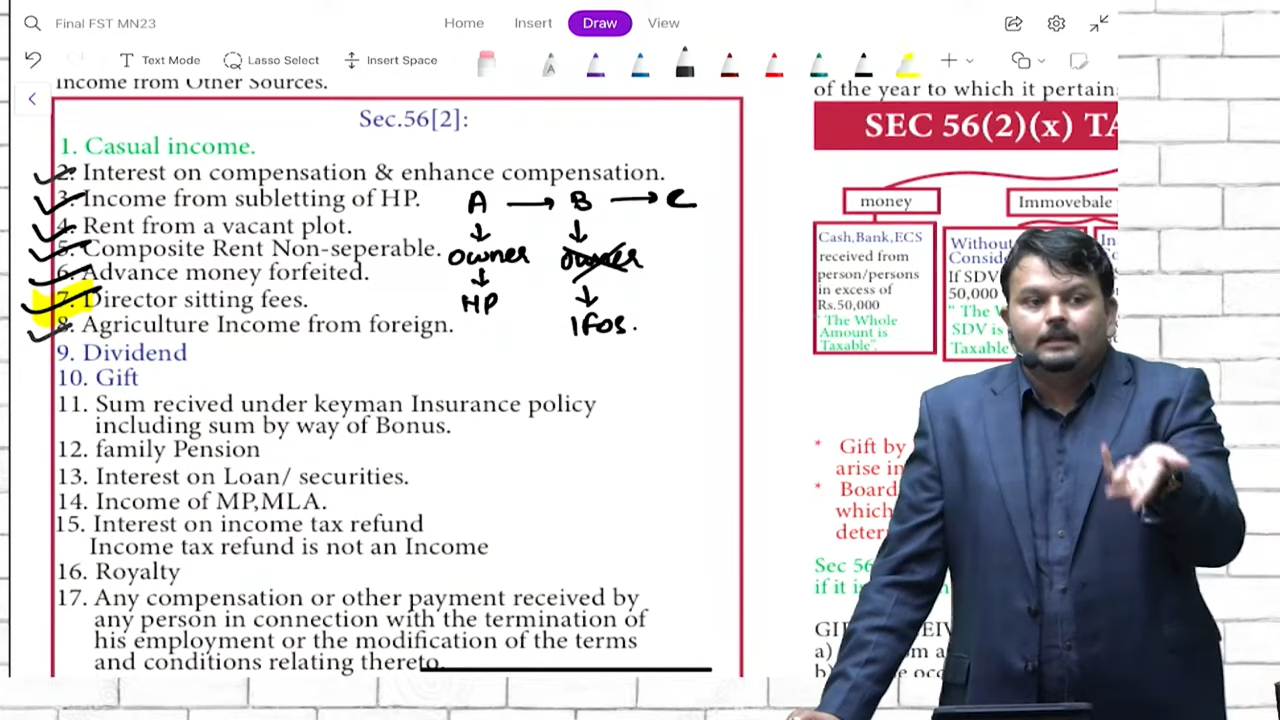 Final FST MN23
Home Insert Draw View
Text Mode Lasso Select Insert Space
Income from Other Sources.
Sec.56[2]:
1. Casual income.
2. Interest on compensation & enhance compensation.
3. Income from subletting of HP.
4. Rent from a vacant plot.
5. Composite Rent Non-seperable.
6. Advance money forfeited.
7. Director sitting fees.
8. Agriculture Income from foreign.
9. Dividend
10. Gift
11. Sum recived under keyman Insurance policy
including sum by way of Bonus.
12. family Pension
13. Interest on Loan/ securities.
14. Income of MP,MLA.
15. Interest on income tax refund
Income tax refund is not an Income
16. Royalty
17. Any compensation or other payment received by
any person in connection with the termination of
his employment or the modification of the terms
and conditions relating thereto.
A → B → C
owner owner
HP IFOS.
of the year to which it pertain
SEC 56(2)(x) TA
money
Immovebale
Cash,Bank,ECS
received from
person/persons
in excess of
Rs.50,000
" The Whole
Amount is
Taxable".
Without
Conside
If SDV
50,000
" The W
SDV is
Taxable
In
* Gift by
arise in
* Board
which
deter
Sec 56
if it is
a)
b)